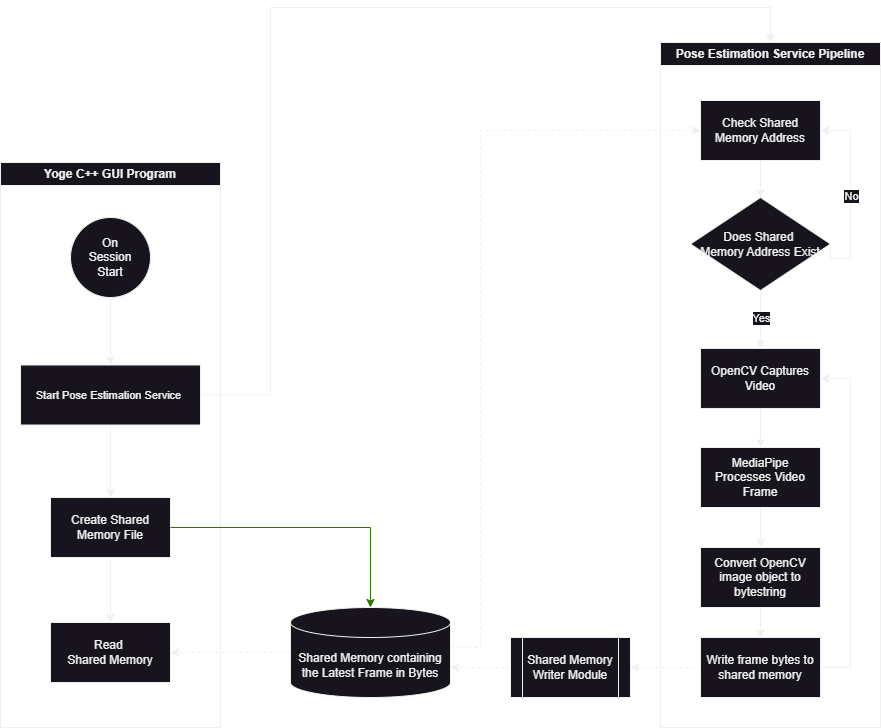 Pose Estimation Service Pipeline
Check Shared
Memory Address
Yoge C++ GUI Program
No
On
Session
Start
Does Shared
Memory Address Exist
Yes
Start Pose Estimation Service
OpenCV Captures
Video
MediaPipe
Processes Video
Frame
Create Shared
Memory File
Convert OpenCV
image object to
bytestring
Read
Shared Memory
Shared Memory containing
the Latest Frame in Bytes
Shared Memory
Writer Module
Write frame bytes to
shared memory